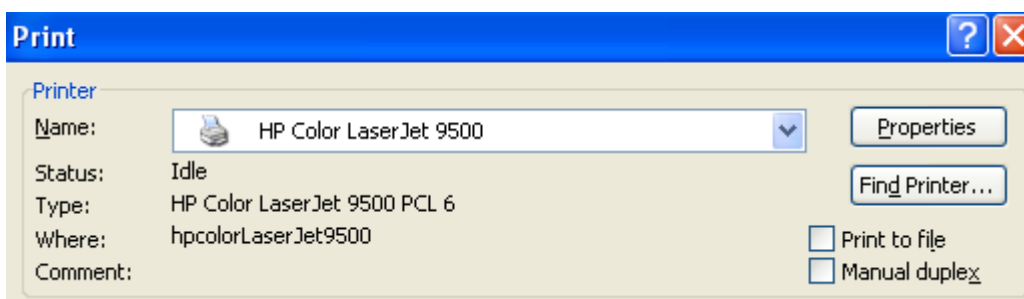 Print
Printer
Name: HP Color LaserJet 9500 Properties
Status: Idle
Find Printer...
Type: HP Color LaserJet 9500 PCL 6
Where: hpcolorLaserJet9500 Print to file
Comment: Manual duplex